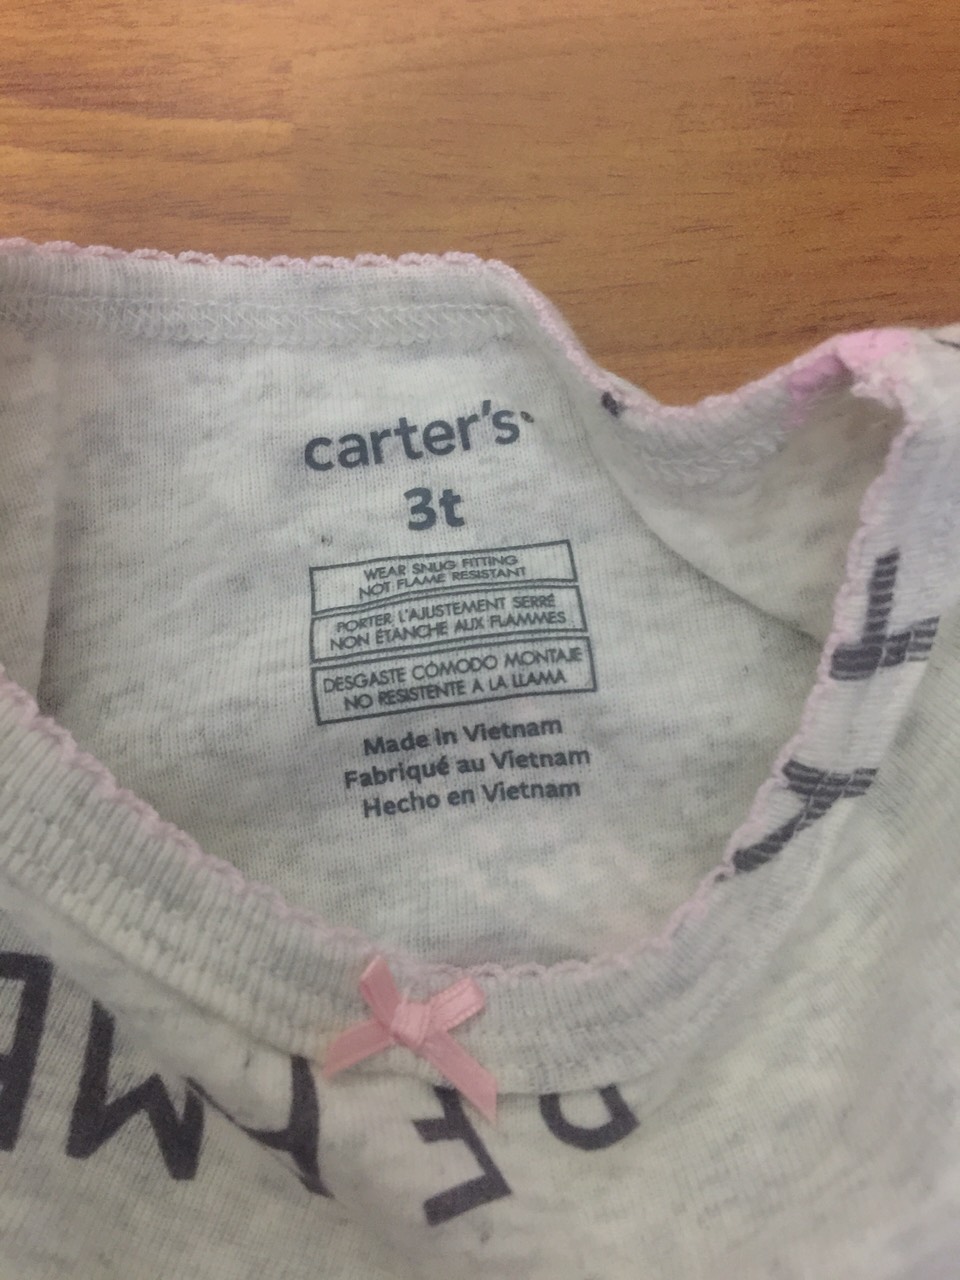 carter's
3t
WEAR SNUG FITTING
NOT FLAME RESISTANT
PORTER L'AJUSTEMENT SERRÉ
NON ÉTANCHE AUX FLAMMES
DESGASTE CÓMODO MONTAJE
NO RESISTENTE A LA LLAMA
Made in Vietnam
Fabriqué au Vietnam
Hecho en Vietnam